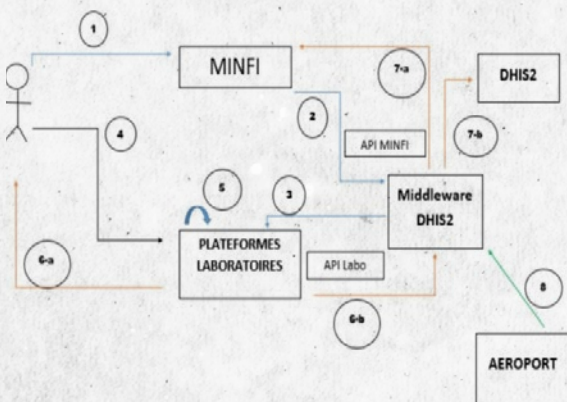 1
MINFI
7-a
DHIS2
2
4
API MINFI
7-b
5
3
Middleware
DHIS2
PLATEFORMES
LABORATOIRES
6-a
API Labo
8
6-b
AEROPORT